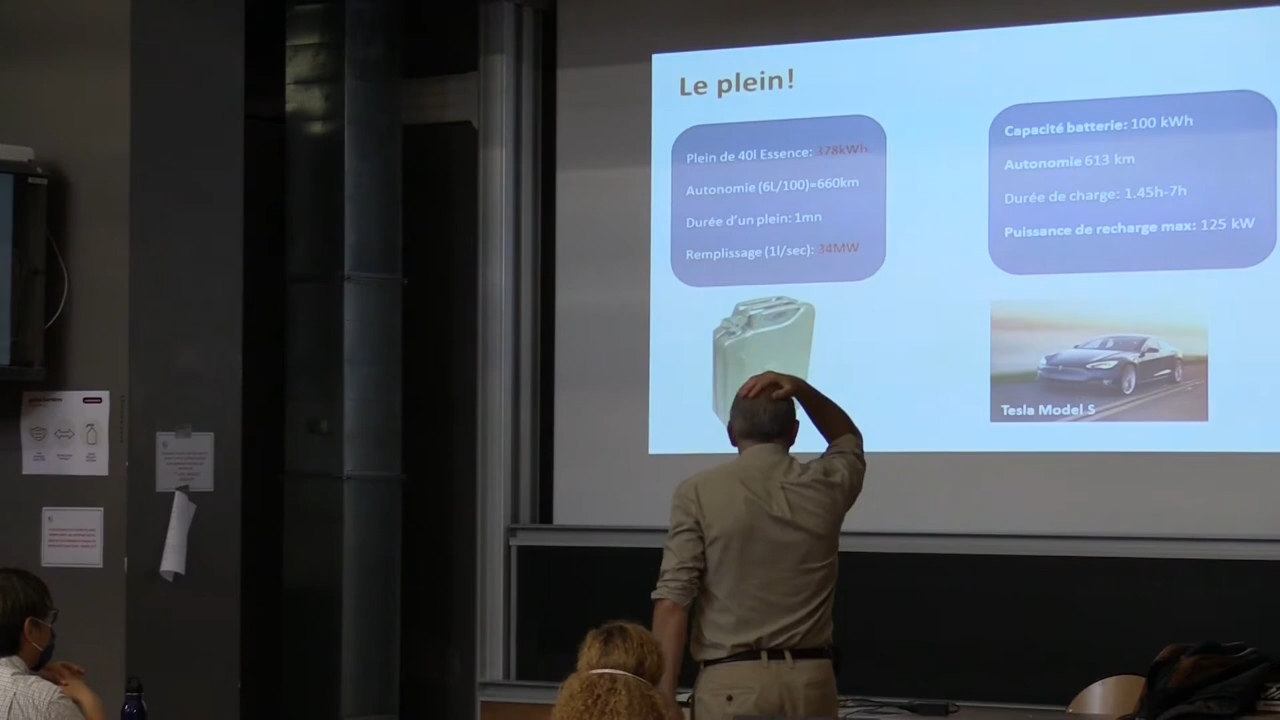 Le plein!
Plein de 40l Essence: 378kWh
Autonomie (6L/100)=660km
Durée d'un plein: 1mn
Remplissage (1l/sec): 34MW
Capacité batterie: 100 kWh
Autonomie 613 km
Durée de charge: 1.45h-7h
Puissance de recharge max: 125 kW
Tesla Model S